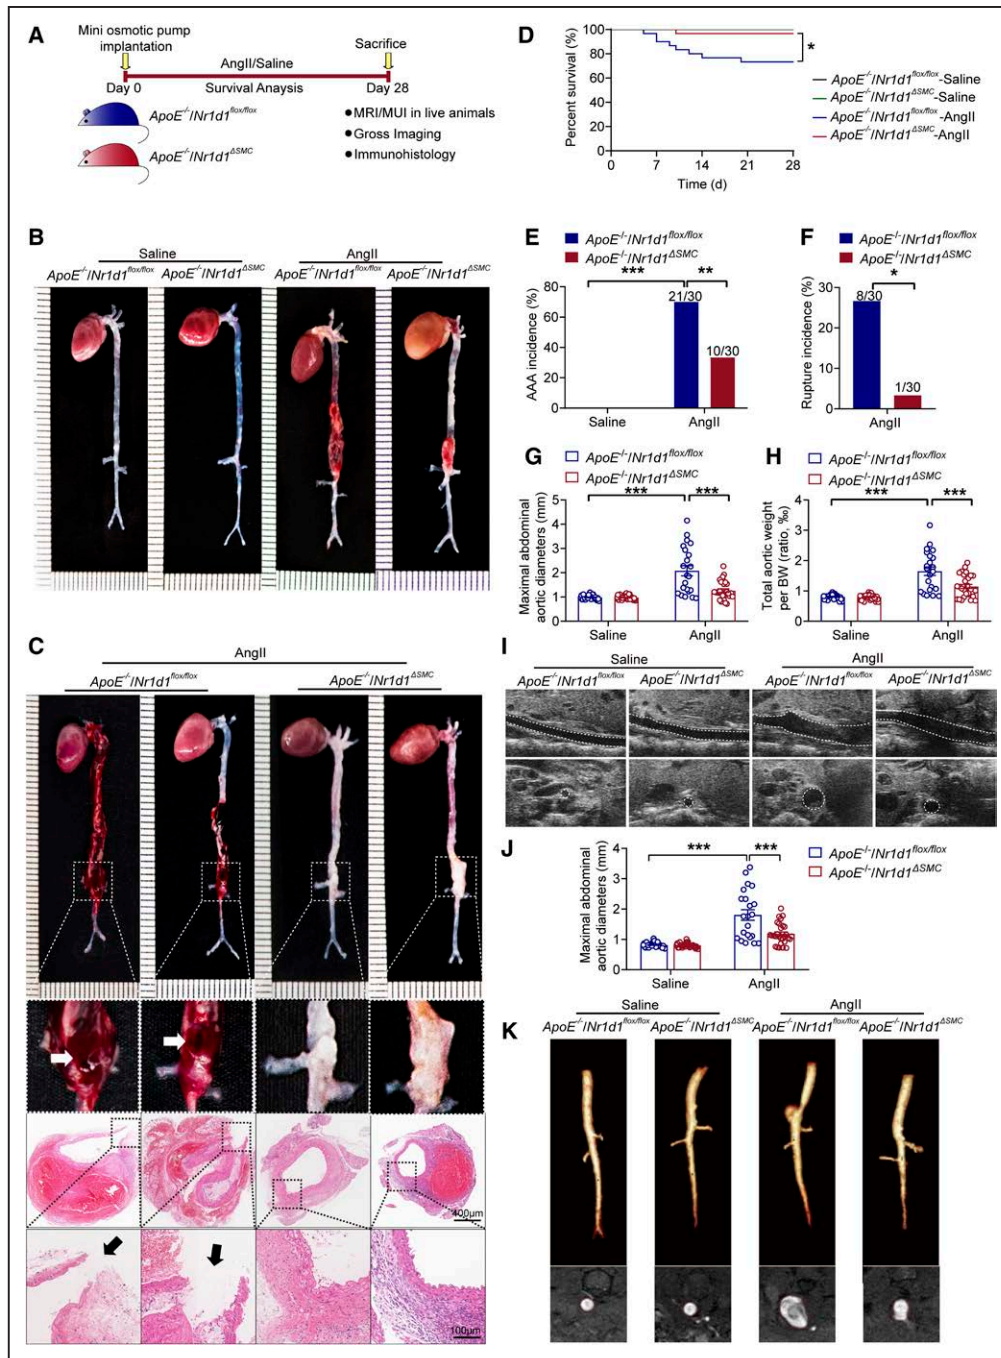 A
Mini osmotic pump
implantation
Sacrifice
AngII/Saline
Day 0
Survival Anaysis
Day 28
ApoE-/-/Nr1d1flox/flox
ApoE-/-/Nr1d1ΔSMC
●MRI/MUI in live animals
●Gross Imaging
●Immunohistology
D
Percent survival (%)
100
80
60
40
20
0
7
14
21
28
Time (d)
*
ApoE-/-/Nr1d1flox/flox-Saline
ApoE-/-/Nr1d1ΔSMC-Saline
ApoE-/-/Nr1d1flox/flox-AngII
ApoE-/-/Nr1d1ΔSMC-AngII
B
Saline
AngII
ApoE-/-/Nr1d1flox/flox
ApoE-/-/Nr1d1ΔSMC
ApoE-/-/Nr1d1flox/flox
ApoE-/-/Nr1d1ΔSMC
E
ApoE-/-/Nr1d1flox/flox
ApoE-/-/Nr1d1ΔSMC
AAA incidence (%)
80
60
40
20
0
***
**
21/30
10/30
Saline
AngII
F
ApoE-/-/Nr1d1flox/flox
ApoE-/-/Nr1d1ΔSMC
Rupture incidence (%)
30
20
10
0
*
8/30
1/30
AngII
G
ApoE-/-/Nr1d1flox/flox
ApoE-/-/Nr1d1ΔSMC
Maximal abdominal
aortic diameters (mm)
5
4
3
2
1
0
***
***
Saline
AngII
H
ApoE-/-/Nr1d1flox/flox
ApoE-/-/Nr1d1ΔSMC
Total aortic weight
per BW (ratio, ‰)
4
3
2
1
0
***
***
Saline
AngII
C
AngII
ApoE-/-/Nr1d1flox/flox
ApoE-/-/Nr1d1ΔSMC
400μm
100μm
I
Saline
AngII
ApoE-/-/Nr1d1flox/flox
ApoE-/-/Nr1d1ΔSMC
ApoE-/-/Nr1d1flox/flox
ApoE-/-/Nr1d1ΔSMC
J
Maximal abdominal
aortic diameters (mm)
4
3
2
1
0
***
***
ApoE-/-/Nr1d1flox/flox
ApoE-/-/Nr1d1ΔSMC
Saline
AngII
K
Saline
AngII
ApoE-/-/Nr1d1flox/flox
ApoE-/-/Nr1d1ΔSMC
ApoE-/-/Nr1d1flox/flox
ApoE-/-/Nr1d1ΔSMC